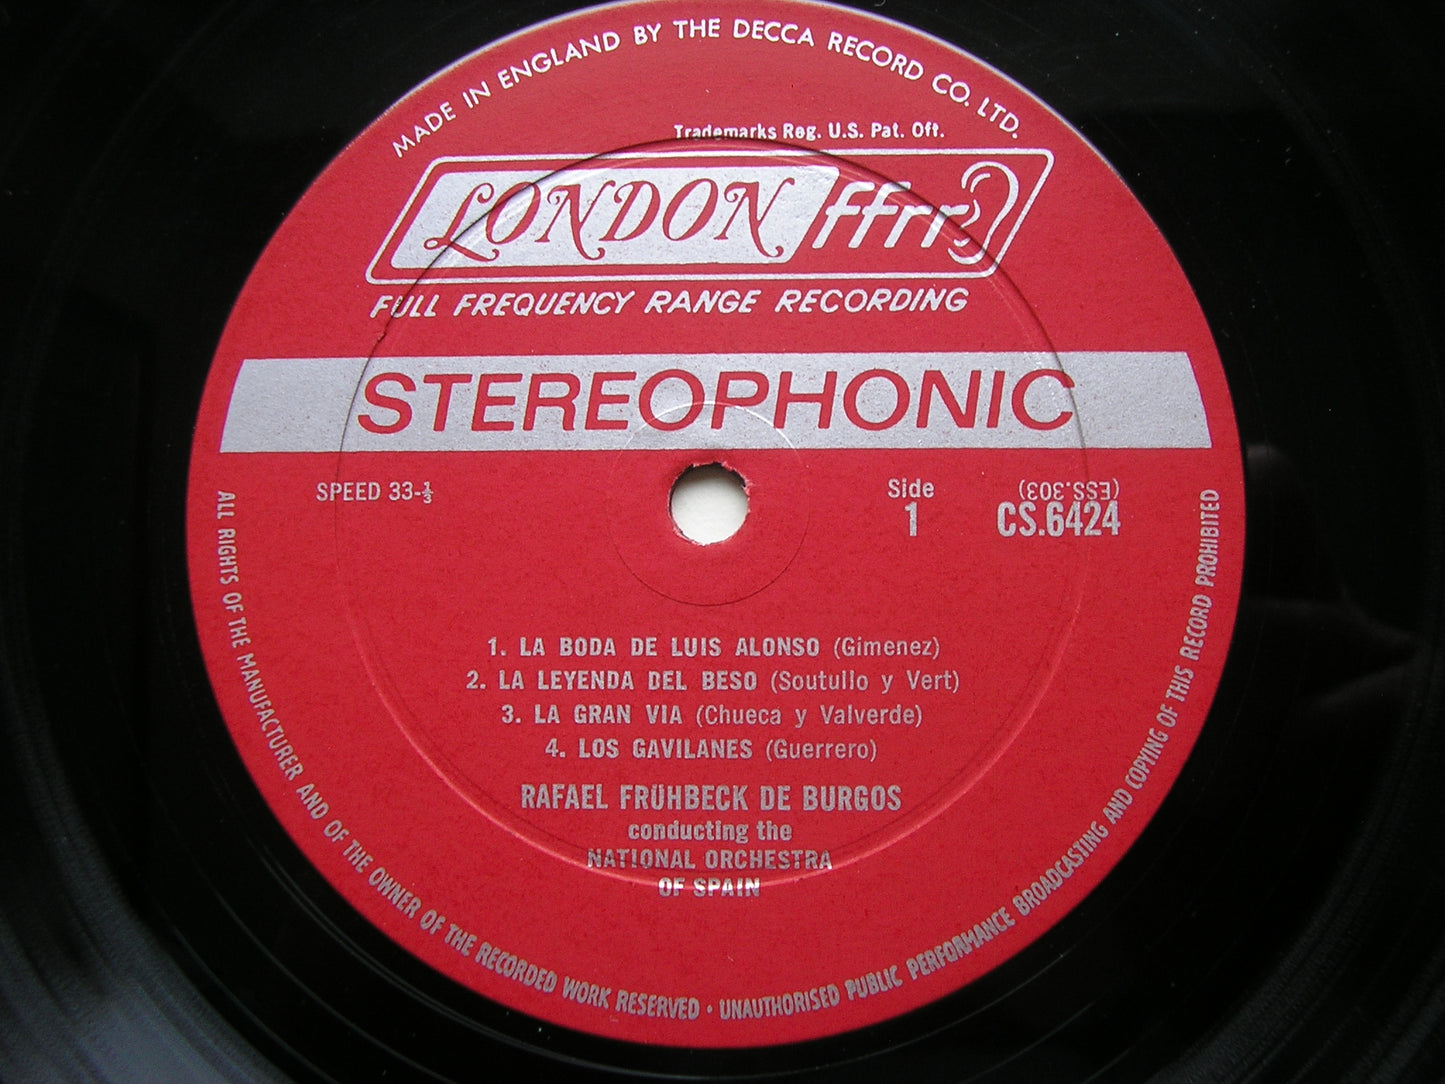 MADE IN ENGLAND BY THE DECCA RECORD CO. LTD.
Trademarks Reg. U.S. Pat. Oft.
LONDON ffrr
FULL FREQUENCY RANGE RECORDING
STEREOPHONIC
SPEED 33-⅓
Side
1
(ESS.303)
CS.6424
1. LA BODA DE LUIS ALONSO (Gimenez)
2. LA LEYENDA DEL BESO (Soutullo y Vert)
3. LA GRAN VIA (Chueca y Valverde)
4. LOS GAVILANES (Guerrero)
RAFAEL FRÜHBECK DE BURGOS
conducting the
NATIONAL ORCHESTRA
OF SPAIN
ALL RIGHTS OF THE MANUFACTURER AND OF THE OWNER OF THE RECORDED WORK RESERVED • UNAUTHORISED PUBLIC PERFORMANCE BROADCASTING AND COPYING OF THIS RECORD PROHIBITED